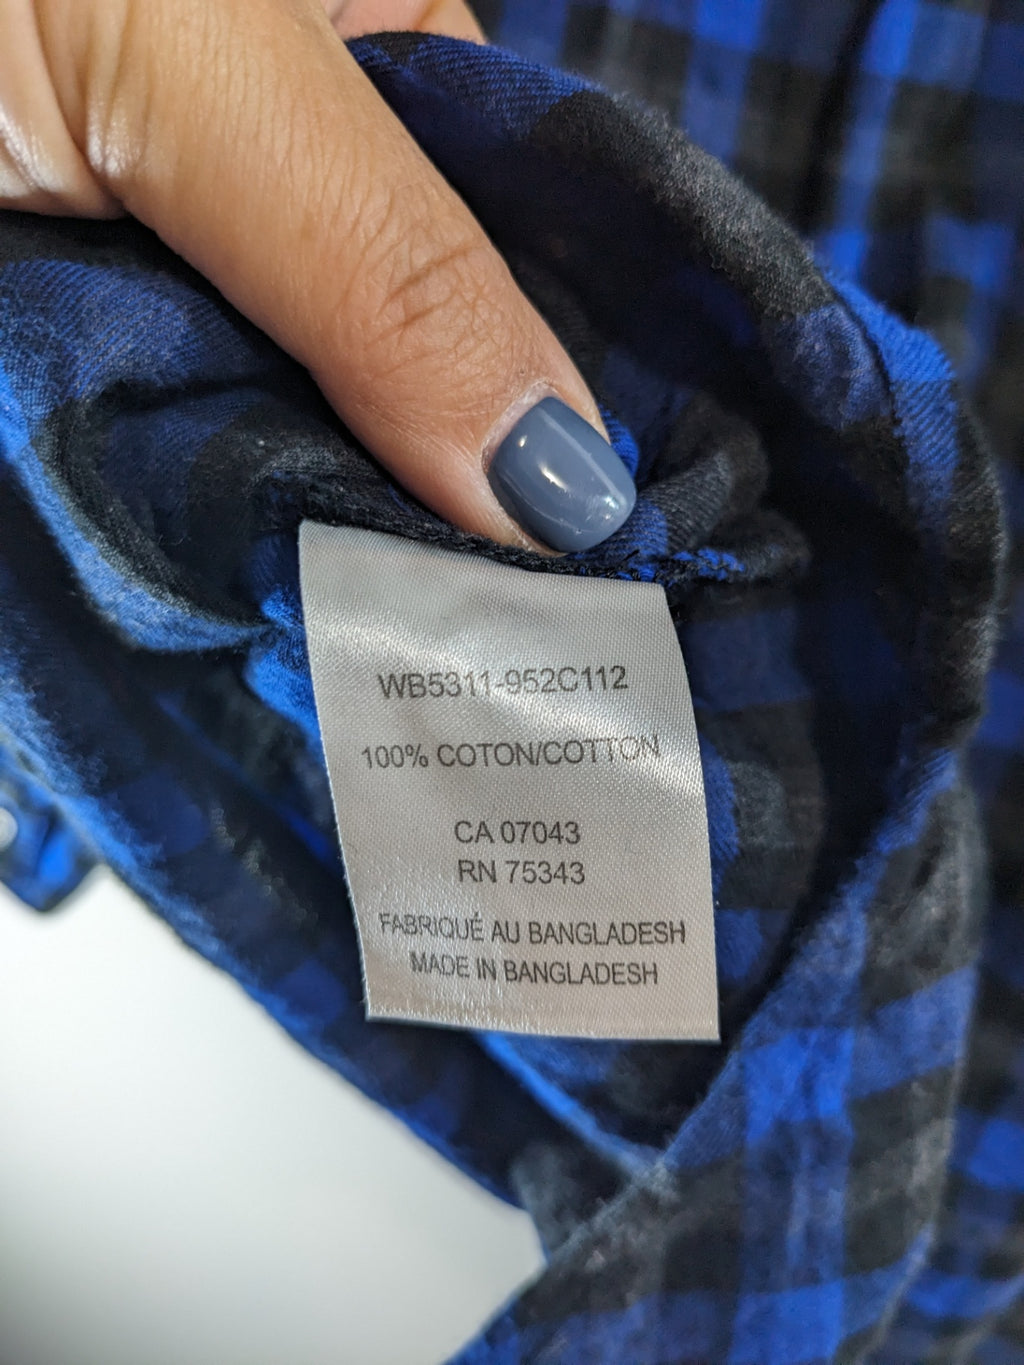 WB5311-952C112
100% COTON/COTTON
CA 07043
RN 75343
FABRIQUÉ AU BANGLADESH
MADE IN BANGLADESH